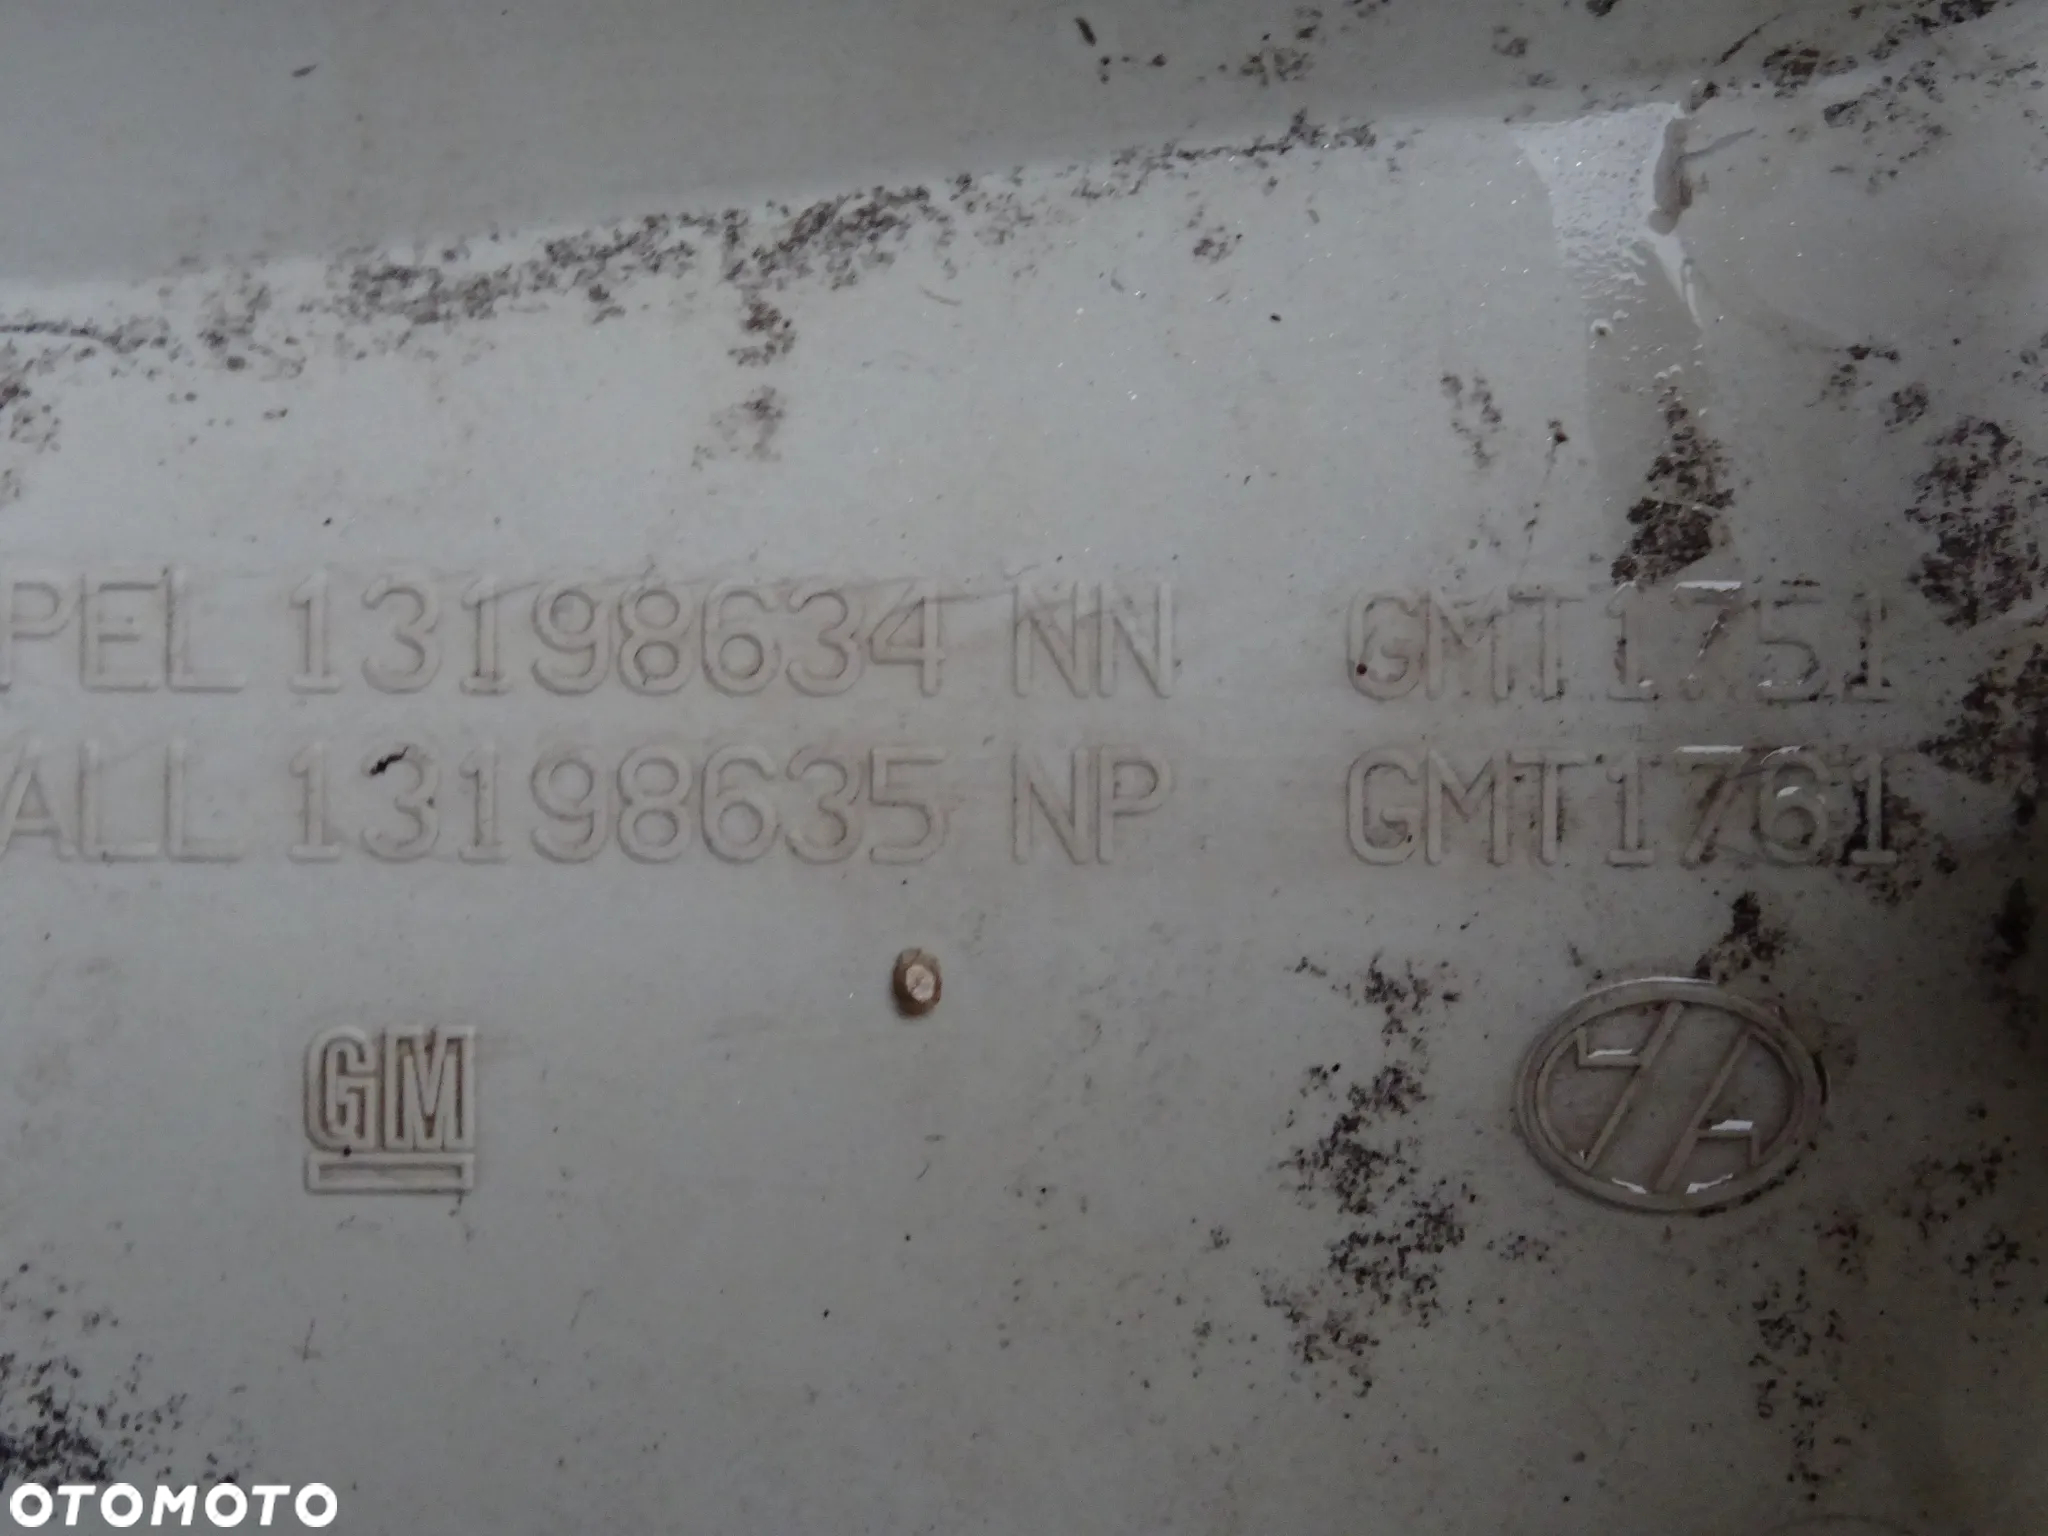 PEL 13198634 NN GMT1751
ALL 13198635 NP GMT1761
GM
OTOMOTO